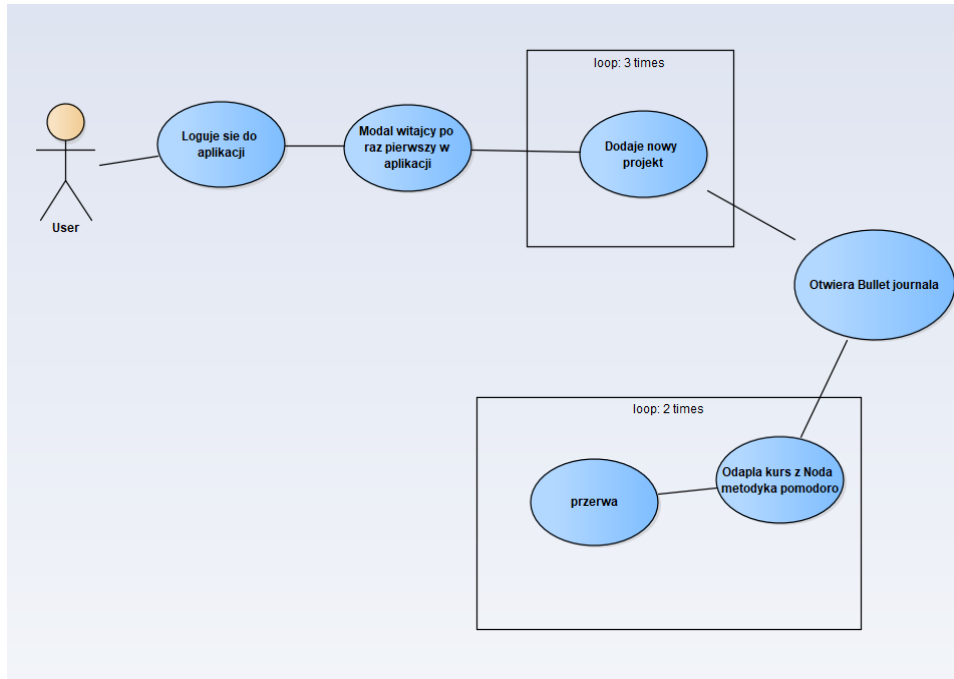 loop: 3 times
Loguje sie do
aplikacji
Modal witajcy po
raz pierwszy w
aplikacji
Dodaje nowy
projekt
User
Otwiera Bullet journala
loop: 2 times
Odapla kurs z Noda
metodyka pomodoro
przerwa